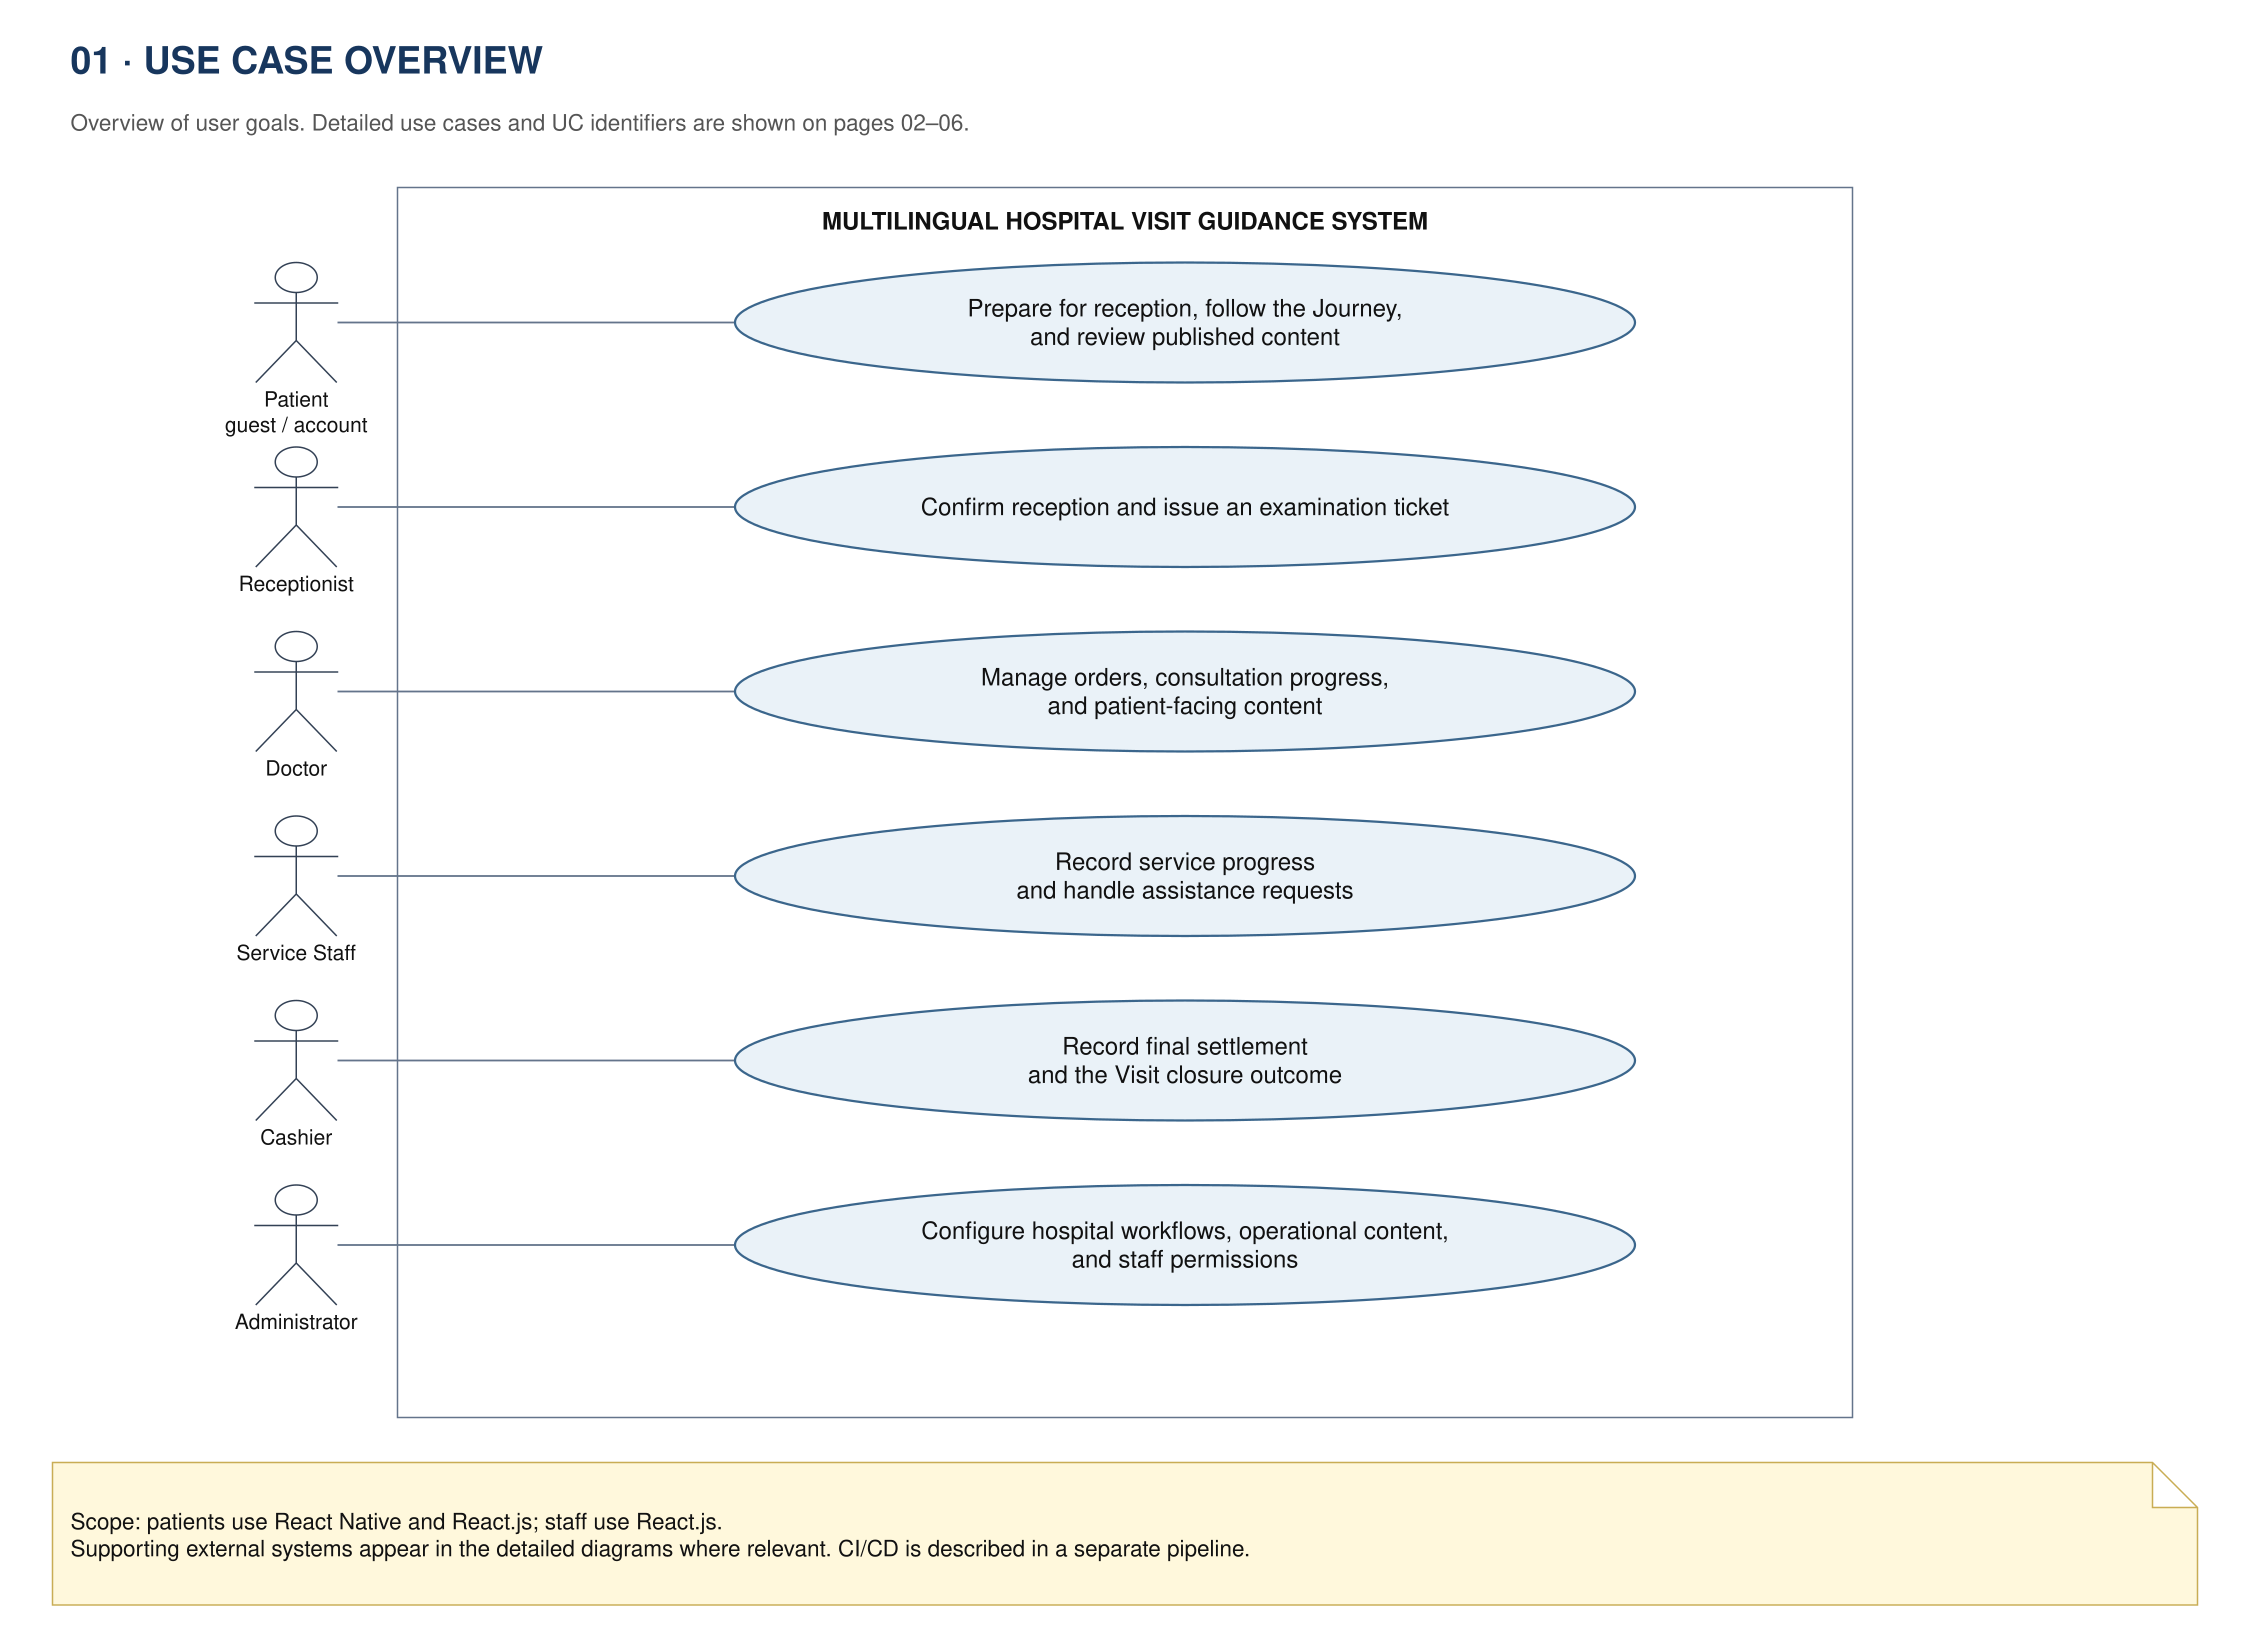 01 · USE CASE OVERVIEW
Overview of user goals. Detailed use cases and UC identifiers are shown on pages 02–06.
MULTILINGUAL HOSPITAL VISIT GUIDANCE SYSTEM
Prepare for reception, follow the Journey,
and review published content
Patient
guest / account
Confirm reception and issue an examination ticket
Receptionist
Manage orders, consultation progress,
and patient-facing content
Doctor
Record service progress
and handle assistance requests
Service Staff
Record final settlement
and the Visit closure outcome
Cashier
Configure hospital workflows, operational content,
and staff permissions
Administrator
Scope: patients use React Native and React.js; staff use React.js.
Supporting external systems appear in the detailed diagrams where relevant. CI/CD is described in a separate pipeline.